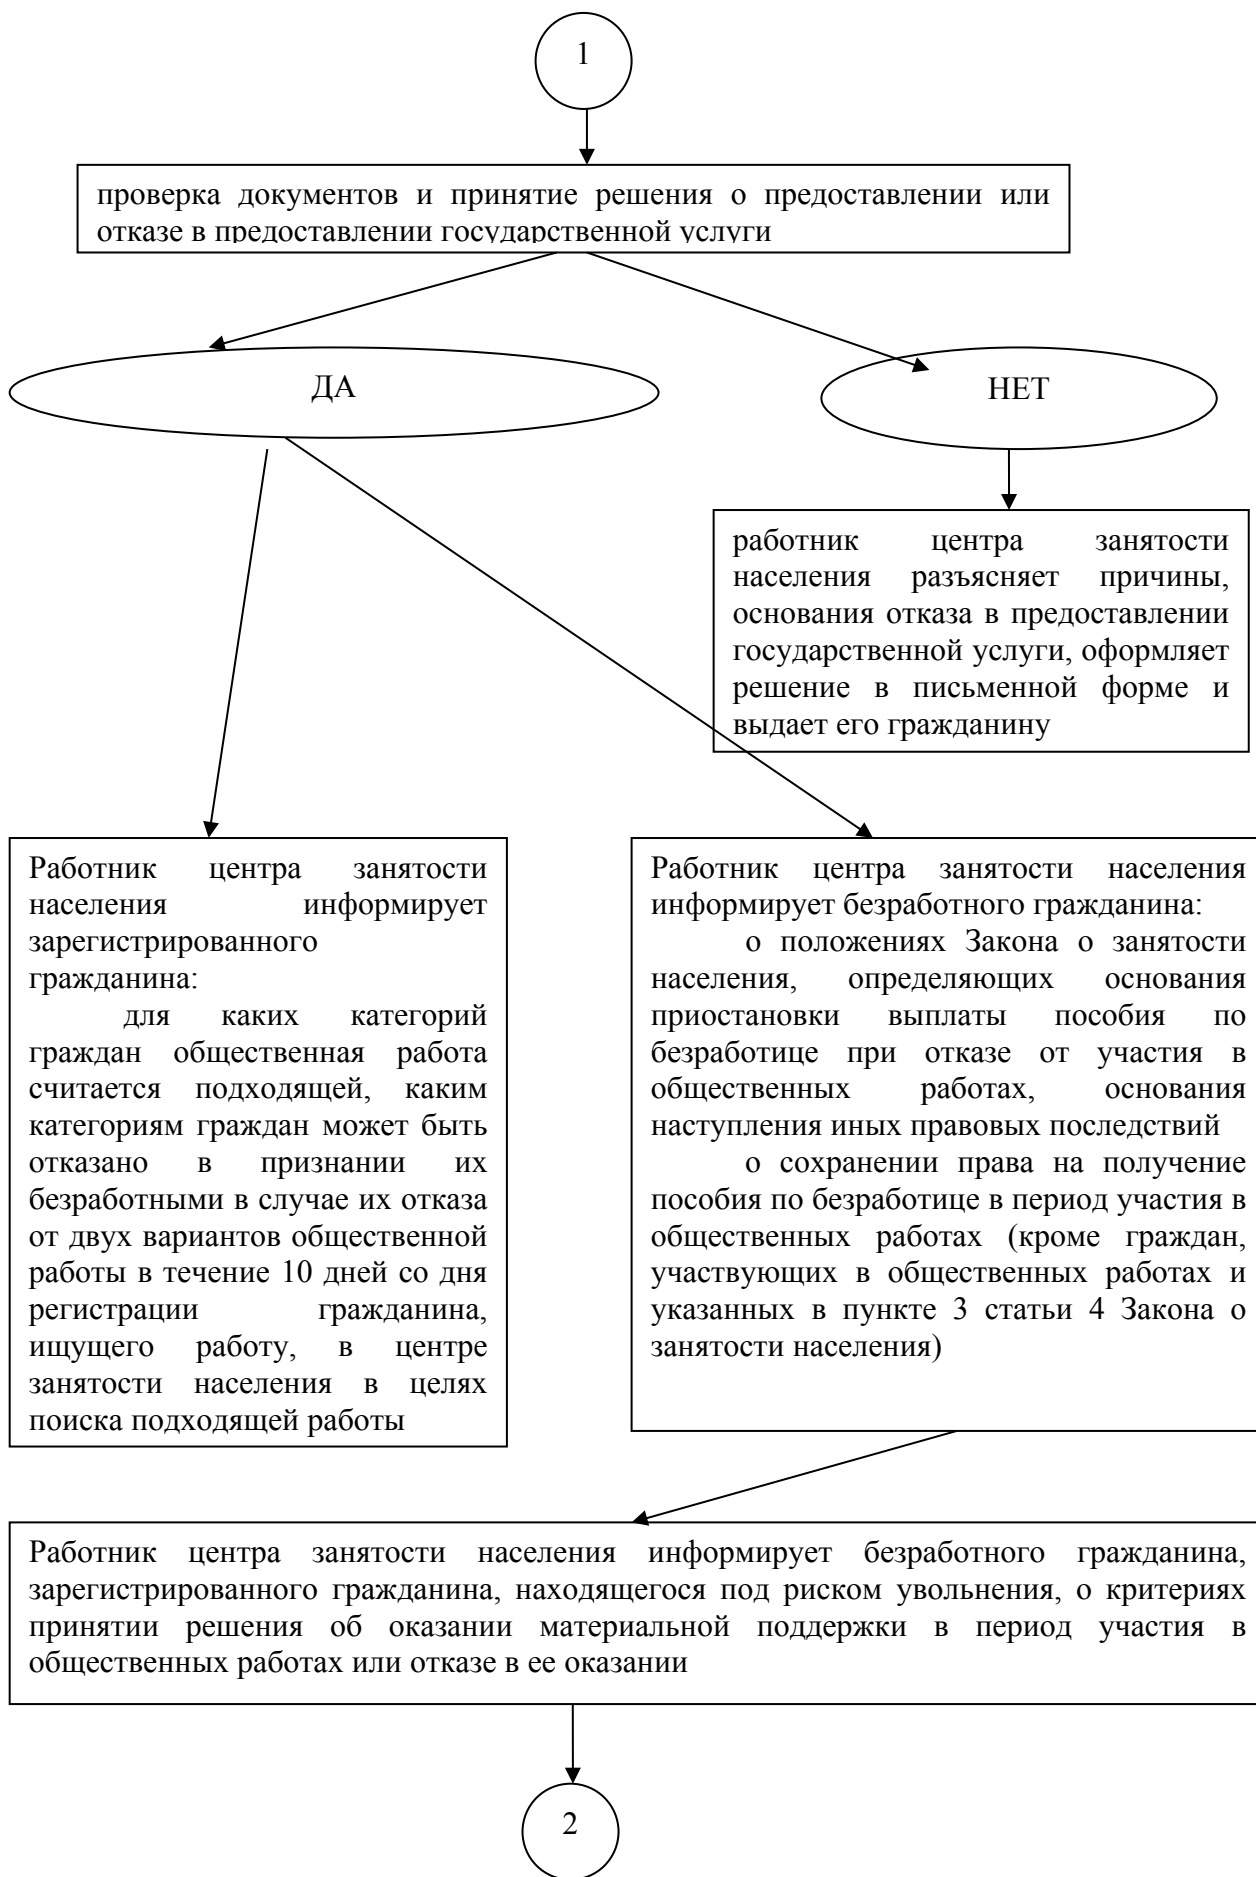 1
проверка документов и принятие решения о предоставлении или
отказе в предоставлении государственной услуги
ДА
НЕТ
работник центра занятости
населения разъясняет причины,
основания отказа в предоставлении
государственной услуги, оформляет
решение в письменной форме и
выдает его гражданину
Работник центра занятости
населения информирует
зарегистрированного
гражданина:
для каких категорий
граждан общественная работа
считается подходящей, каким
категориям граждан может быть
отказано в признании их
безработными в случае их отказа
от двух вариантов общественной
работы в течение 10 дней со дня
регистрации гражданина,
ищущего работу, в центре
занятости населения в целях
поиска подходящей работы
Работник центра занятости населения
информирует безработного гражданина:
о положениях Закона о занятости
населения, определяющих основания
приостановки выплаты пособия по
безработице при отказе от участия в
общественных работах, основания
наступления иных правовых последствий
о сохранении права на получение
пособия по безработице в период участия в
общественных работах (кроме граждан,
участвующих в общественных работах и
указанных в пункте 3 статьи 4 Закона о
занятости населения)
Работник центра занятости населения информирует безработного гражданина,
зарегистрированного гражданина, находящегося под риском увольнения, о критериях
принятии решения об оказании материальной поддержки в период участия в
общественных работах или отказе в ее оказании
2